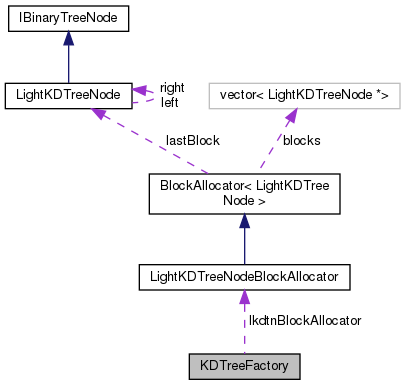 IBinaryTreeNode
LightKDTreeNode
right
left
vector< LightKDTreeNode *>
lastBlock
blocks
BlockAllocator< LightKDTree
Node >
LightKDTreeNodeBlockAllocator
lkdtnBlockAllocator
KDTreeFactory